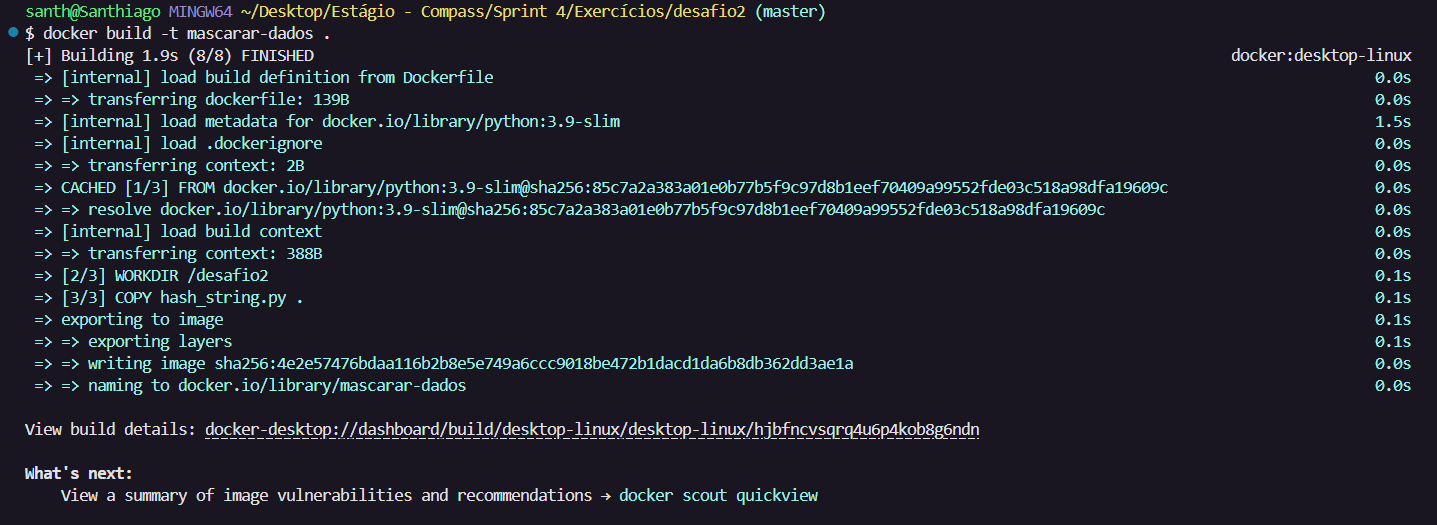 santh@Santhiago MINGW64 ~/Desktop/Estágio - Compass/Sprint 4/Exercícios/desafio2 (master)
$ docker build -t mascarar-dados .
[+] Building 1.9s (8/8) FINISHED docker:desktop-linux
=> [internal] load build definition from Dockerfile 0.0s
=> => transferring dockerfile: 139B 0.0s
=> [internal] load metadata for docker.io/library/python:3.9-slim 1.5s
=> [internal] load .dockerignore 0.0s
=> => transferring context: 2B 0.0s
=> CACHED [1/3] FROM docker.io/library/python:3.9-slim@sha256:85c7a2a383a01e0b77b5f9c97d8b1eef70409a99552fde03c518a98dfa19609c 0.0s
=> => resolve docker.io/library/python:3.9-slim@sha256:85c7a2a383a01e0b77b5f9c97d8b1eef70409a99552fde03c518a98dfa19609c 0.0s
=> [internal] load build context 0.0s
=> => transferring context: 388B 0.0s
=> [2/3] WORKDIR /desafio2 0.1s
=> [3/3] COPY hash_string.py . 0.1s
=> exporting to image 0.1s
=> => exporting layers 0.1s
=> => writing image sha256:4e2e57476bdaa116b2b8e5e749a6ccc9018be472b1dacd1da6b8db362dd3ae1a 0.0s
=> => naming to docker.io/library/mascarar-dados 0.0s
View build details: docker-desktop://dashboard/build/desktop-linux/desktop-linux/hjbfncvsqrq4u6p4kob8g6ndn
What's next:
View a summary of image vulnerabilities and recommendations → docker scout quickview